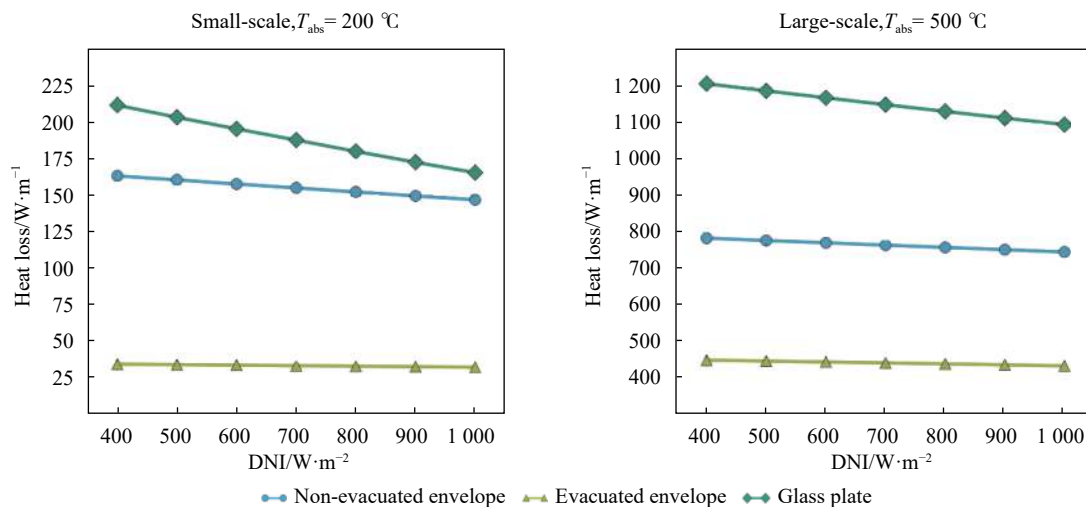 Small-scale,Tabs= 200 ℃
Heat loss/W·m⁻¹
225
200
175
150
125
100
75
50
25
400 500 600 700 800 900 1 000
DNI/W·m⁻²
Large-scale,Tabs= 500 ℃
Heat loss/W·m⁻¹
1 200
1 100
1 000
900
800
700
600
500
400
400 500 600 700 800 900 1 000
DNI/W·m⁻²
Non-evacuated envelope Evacuated envelope Glass plate